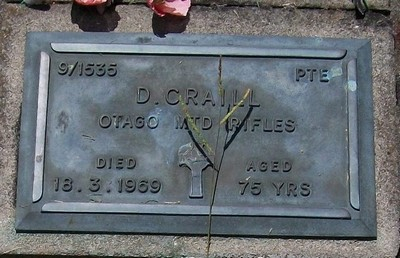 9/1535 PTE
D. CRAILL
OTAGO MTD RIFLES
DIED AGED
18.3.1969 75 YRS